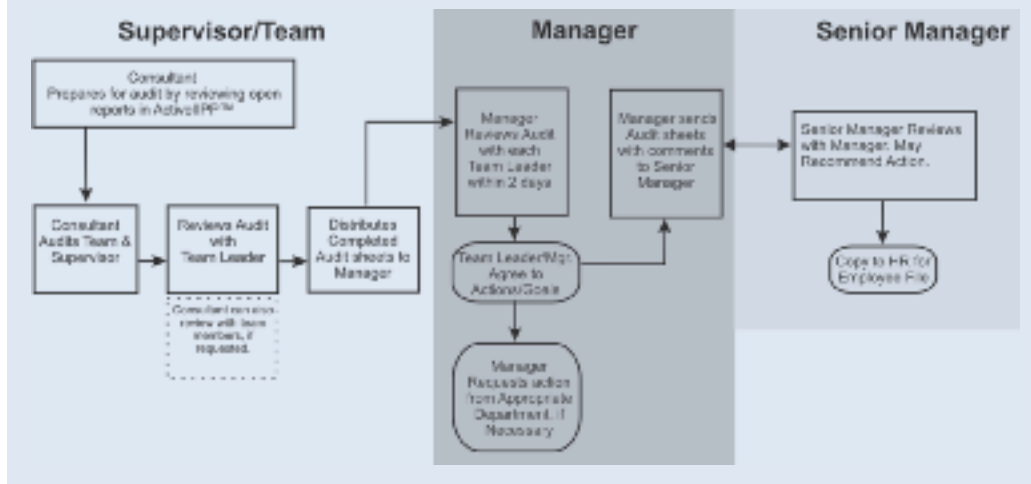 Supervisor/Team
Manager
Senior Manager
Consultant
Prepares for audit by reviewing open
reports in
Consultant
Audits Team &
Supervisor
Reviews Audit
with
Team Leader
Consultant can also
review with team
members, if
requested.
Distributes
Completed
Audit sheets to
Manager
Manager
Reviews Audit
with each
Team Leader
within 2 days
Team Leader/Mgr.
Agree to
Actions/Goals
Manager
Requests action
from Appropriate
Department, if
Necessary
Manager sends
Audit sheets
with comments
to Senior
Manager
Senior Manager Reviews
with Manager. May
Recommend Action.
Copy to HR for
Employee File